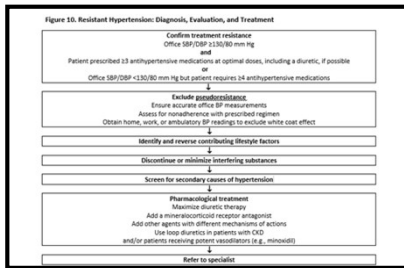 Figure 10. Resistant Hypertension: Diagnosis, Evaluation, and Treatment
Confirm treatment resistance
Office SBP/DBP ≥130/80 mm Hg
and
Patient prescribed ≥3 antihypertensive medications at optimal doses, including a diuretic, if possible
or
Office SBP/DBP <130/80 mm Hg but patient requires ≥4 antihypertensive medications
Exclude pseudoresistance
Ensure accurate office BP measurements
Assess for nonadherence with prescribed regimen
Obtain home, work, or ambulatory BP readings to exclude white coat effect
Identify and reverse contributing lifestyle factors
Discontinue or minimize interfering substances
Screen for secondary causes of hypertension
Pharmacological treatment
Maximize diuretic therapy
Add a mineralocorticoid receptor antagonist
Add other agents with different mechanisms of actions
Use loop diuretics in patients with CKD
and/or patients receiving potent vasodilators (e.g., minoxidil)
Refer to specialist